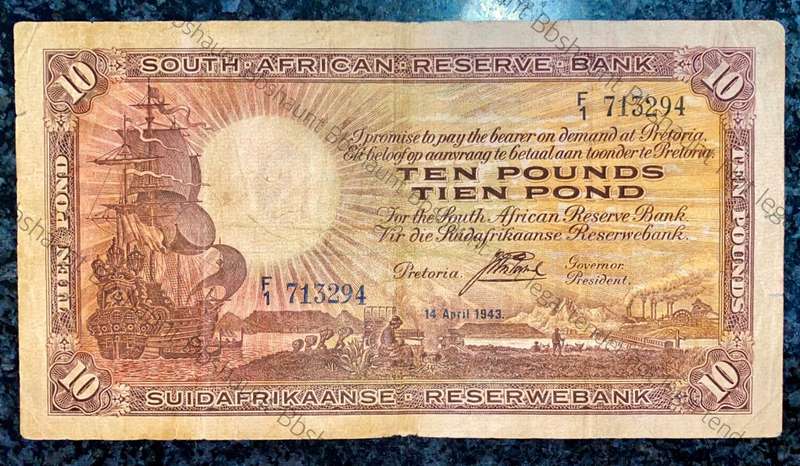 10
SOUTH·AFRICAN·RESERVE·BANK.
10
F/1 713294
I promise to pay the bearer on demand at Pretoria,
Ek beloof op aanvraag te betaal aan toonder te Pretoria,
TEN POUNDS
TIEN POND
For the South African Reserve Bank.
Vir die Suidafrikaanse Reserwebank.
Pretoria.
Governor.
President.
F/1 713294
14 April 1943.
TIEN POND
TEN POUNDS
10
SUIDAFRIKAANSE·RESERWEBANK
10
Bbshaunt
legal tender